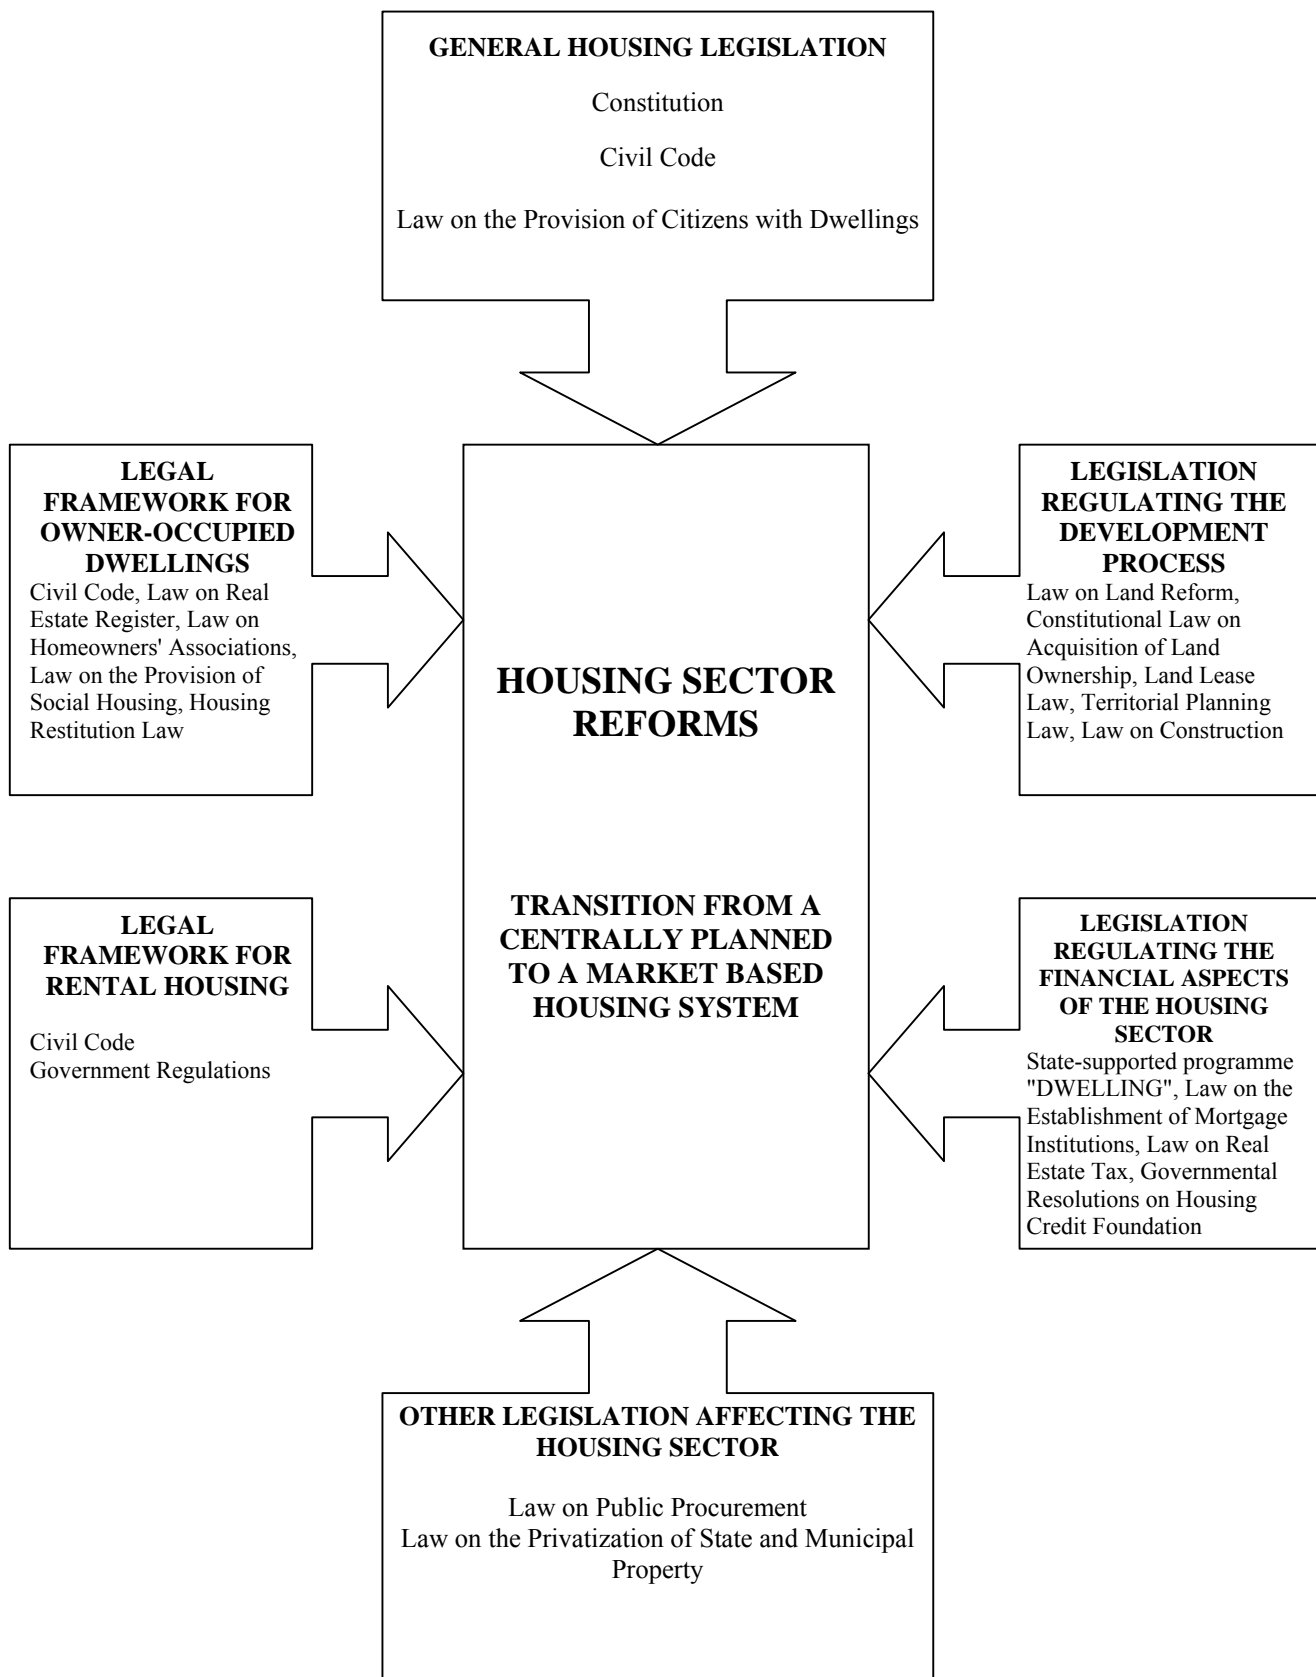 GENERAL HOUSING LEGISLATION
Constitution
Civil Code
Law on the Provision of Citizens with Dwellings
LEGAL
FRAMEWORK FOR
OWNER-OCCUPIED
DWELLINGS
Civil Code, Law on Real
Estate Register, Law on
Homeowners' Associations,
Law on the Provision of
Social Housing, Housing
Restitution Law
LEGISLATION
REGULATING THE
DEVELOPMENT
PROCESS
Law on Land Reform,
Constitutional Law on
Acquisition of Land
Ownership, Land Lease
Law, Territorial Planning
Law, Law on Construction
HOUSING SECTOR
REFORMS
TRANSITION FROM A
CENTRALLY PLANNED
TO A MARKET BASED
HOUSING SYSTEM
LEGAL
FRAMEWORK FOR
RENTAL HOUSING
Civil Code
Government Regulations
LEGISLATION
REGULATING THE
FINANCIAL ASPECTS
OF THE HOUSING
SECTOR
State-supported programme
"DWELLING", Law on the
Establishment of Mortgage
Institutions, Law on Real
Estate Tax, Governmental
Resolutions on Housing
Credit Foundation
OTHER LEGISLATION AFFECTING THE
HOUSING SECTOR
Law on Public Procurement
Law on the Privatization of State and Municipal
Property